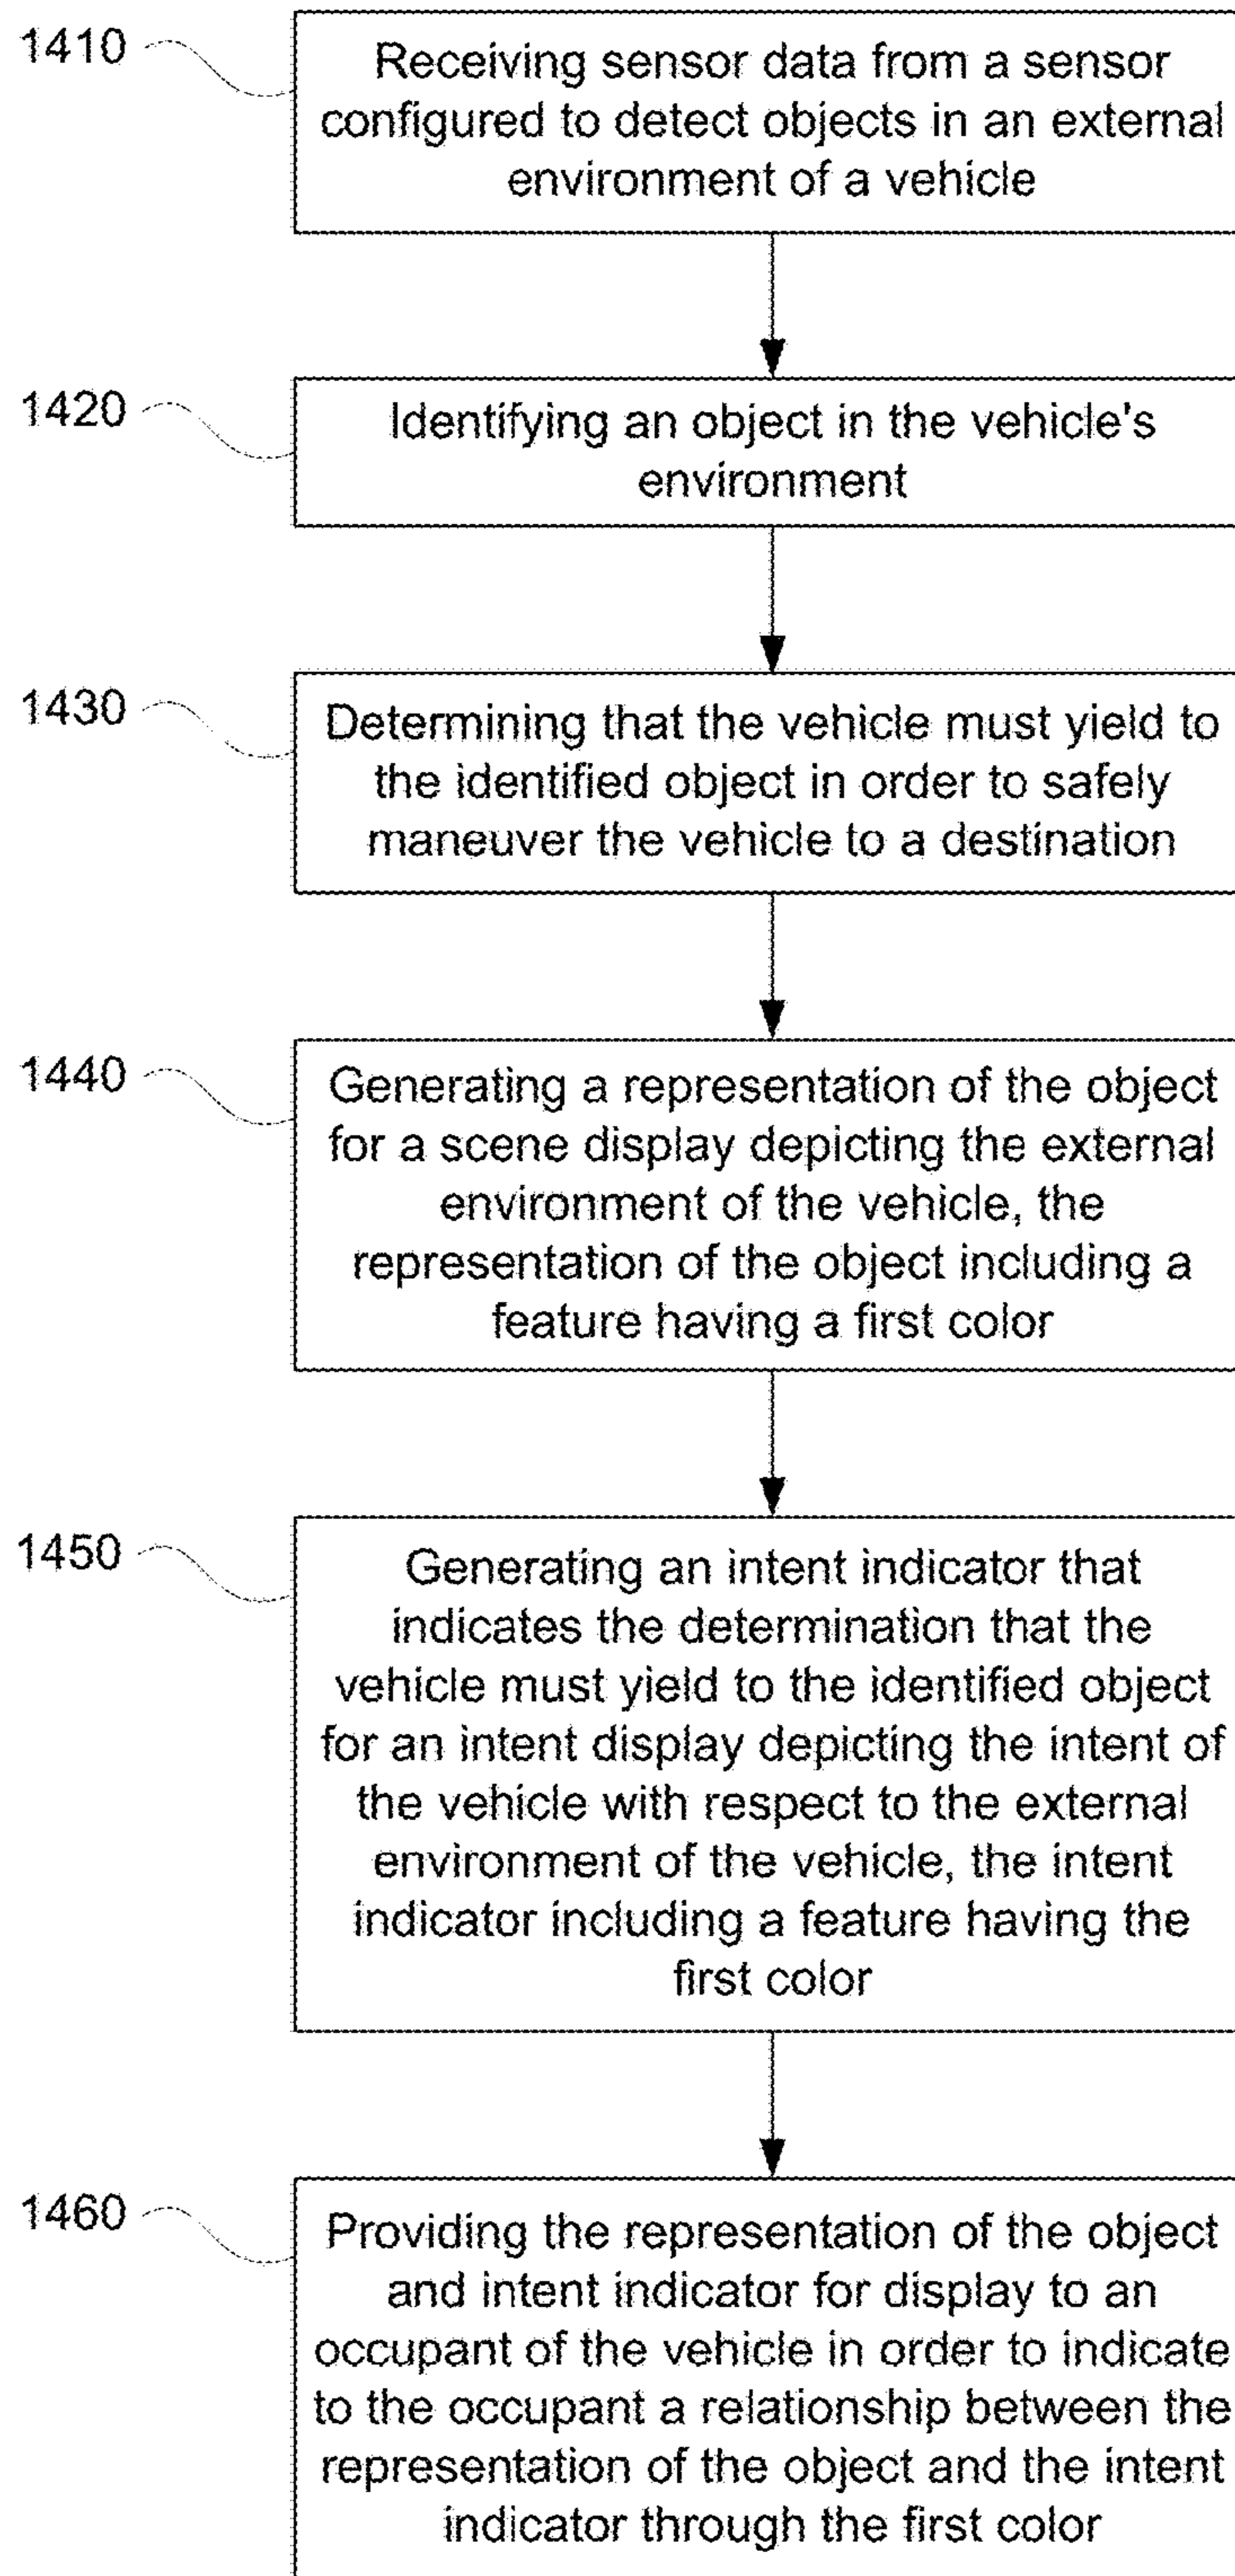 1410
Receiving sensor data from a sensor
configured to detect objects in an external
environment of a vehicle
1420
Identifying an object in the vehicle's
environment
1430
Determining that the vehicle must yield to
the identified object in order to safely
maneuver the vehicle to a destination
1440
Generating a representation of the object
for a scene display depicting the external
environment of the vehicle, the
representation of the object including a
feature having a first color
1450
Generating an intent indicator that
indicates the determination that the
vehicle must yield to the identified object
for an intent display depicting the intent of
the vehicle with respect to the external
environment of the vehicle, the intent
indicator including a feature having the
first color
1460
Providing the representation of the object
and intent indicator for display to an
occupant of the vehicle in order to indicate
to the occupant a relationship between the
representation of the object and the intent
indicator through the first color